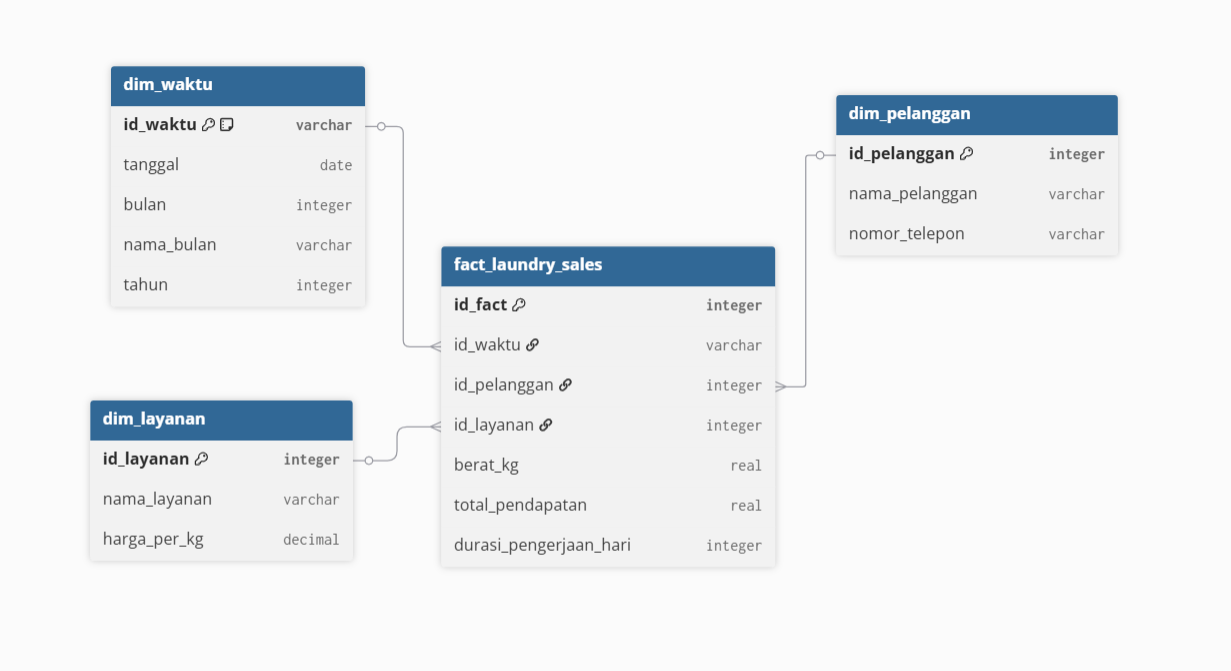 dim_waktu
id_waktu varchar
tanggal date
bulan integer
nama_bulan varchar
tahun integer
dim_pelanggan
id_pelanggan integer
nama_pelanggan varchar
nomor_telepon varchar
fact_laundry_sales
id_fact integer
id_waktu varchar
id_pelanggan integer
id_layanan integer
berat_kg real
total_pendapatan real
durasi_pengerjaan_hari integer
dim_layanan
id_layanan integer
nama_layanan varchar
harga_per_kg decimal